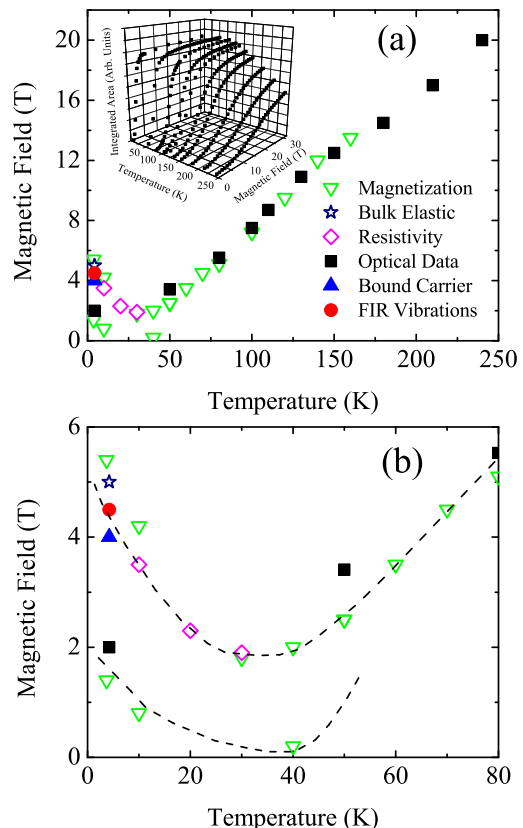 20
16
12
8
4
0
Magnetic Field (T)
(a)
Integrated Area (Arb. Units)
50
100
150
200
250
Temperature (K)
0
10
20
30
Magnetic Field (T)
Magnetization
Bulk Elastic
Resistivity
Optical Data
Bound Carrier
FIR Vibrations
0 50 100 150 200 250
Temperature (K)
(b)
6
4
2
0
Magnetic Field (T)
0 20 40 60 80
Temperature (K)